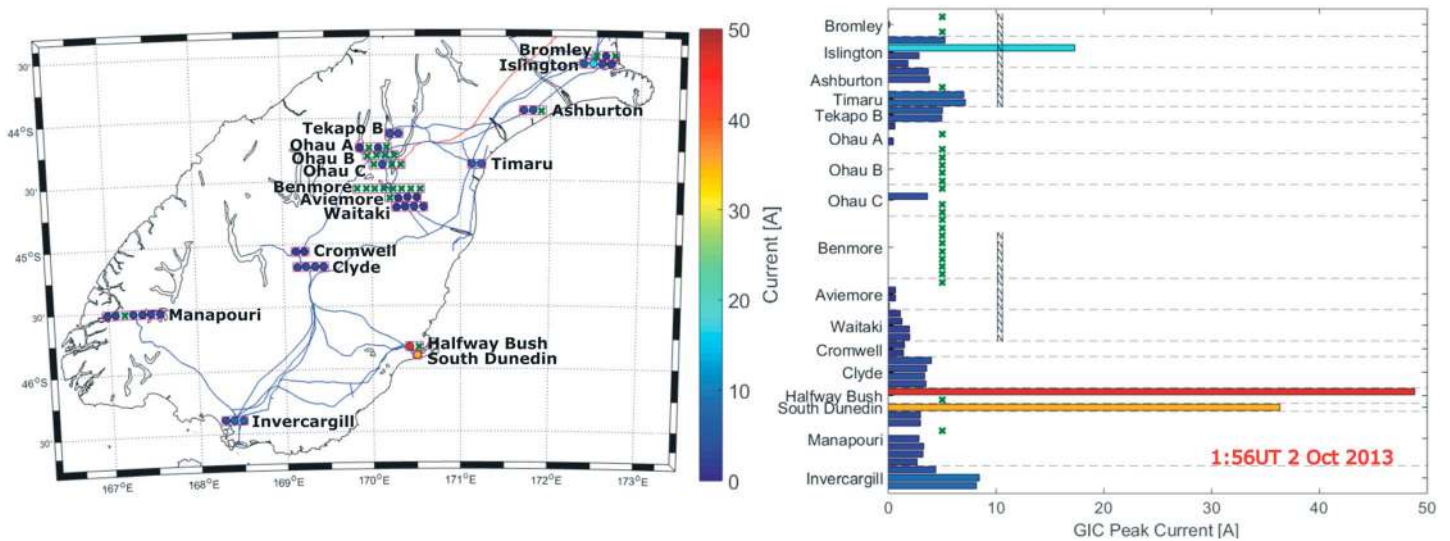 Bromley
Islington
Ashburton
Tekapo B
Ohau A
Ohau B
Ohau C
Timaru
Benmore
Aviemore
Waitaki
Cromwell
Clyde
Manapouri
Halfway Bush
South Dunedin
Invercargill
30'
44°S
30'
45°S
30'
46°S
30'
167°E
168°E
169°E
170°E
171°E
172°E
173°E
50
40
30
20
10
0
Current [A]
Bromley
Islington
Ashburton
Timaru
Tekapo B
Ohau A
Ohau B
Ohau C
Benmore
Aviemore
Waitaki
Cromwell
Clyde
Halfway Bush
South Dunedin
Manapouri
Invercargill
1:56UT 2 Oct 2013
0 10 20 30 40 50
GIC Peak Current [A]